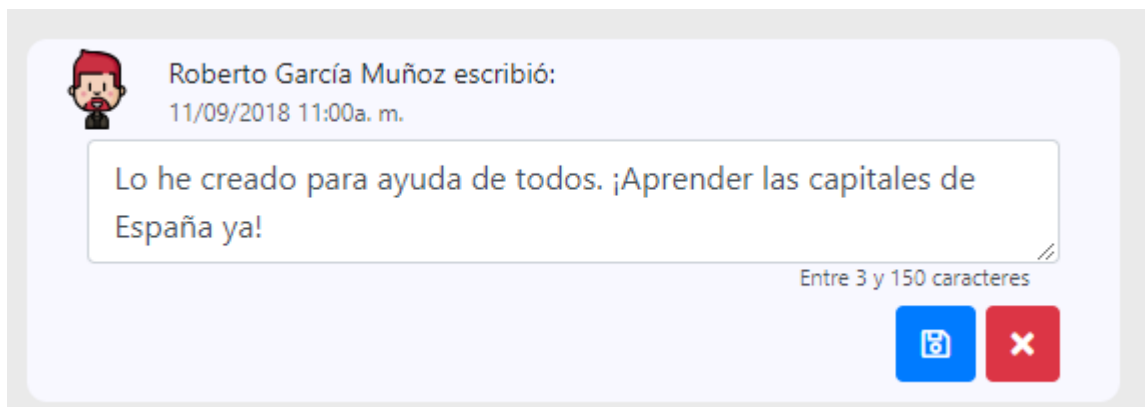 Roberto García Muñoz escribió:
11/09/2018 11:00a. m.
Lo he creado para ayuda de todos. ¡Aprender las capitales de
España ya!
Entre 3 y 150 caracteres